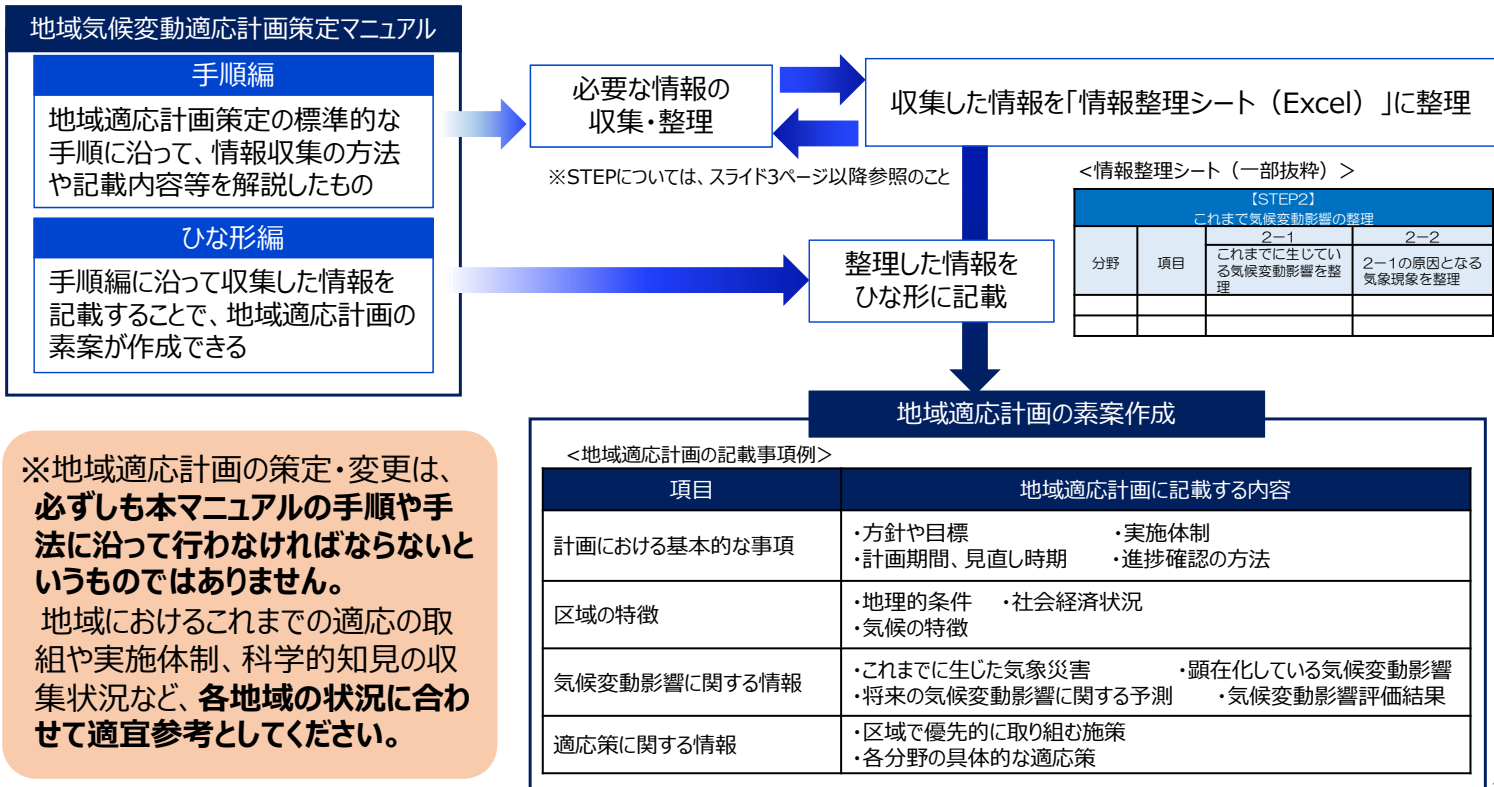 地域気候変動適応計画策定マニュアル
手順編
地域適応計画策定の標準的な
手順に沿って、情報収集の方法
や記載内容等を解説したもの
ひな形編
手順編に沿って収集した情報を
記載することで、地域適応計画の
素案が作成できる
必要な情報の
収集・整理
収集した情報を「情報整理シート（Excel）」に整理
※STEPについては、スライド3ページ以降参照のこと
<情報整理シート（一部抜粋）>
【STEP2】
これまで気候変動影響の整理
分野
項目
2－1
これまでに生じてい
る気候変動影響を整
理
2－2
2－1の原因となる
気象現象を整理
整理した情報を
ひな形に記載
地域適応計画の素案作成
<地域適応計画の記載事項例>
項目 地域適応計画に記載する内容
計画における基本的な事項
・方針や目標 ・実施体制
・計画期間、見直し時期 ・進捗確認の方法
区域の特徴
・地理的条件 ・社会経済状況
・気候の特徴
気候変動影響に関する情報
・これまでに生じた気象災害 ・顕在化している気候変動影響
・将来の気候変動影響に関する予測 ・気候変動影響評価結果
適応策に関する情報
・区域で優先的に取り組む施策
・各分野の具体的な適応策
※地域適応計画の策定・変更は、
必ずしも本マニュアルの手順や手
法に沿って行わなければならないと
いうものではありません。
地域におけるこれまでの適応の取
組や実施体制、科学的知見の収
集状況など、各地域の状況に合わ
せて適宜参考としてください。